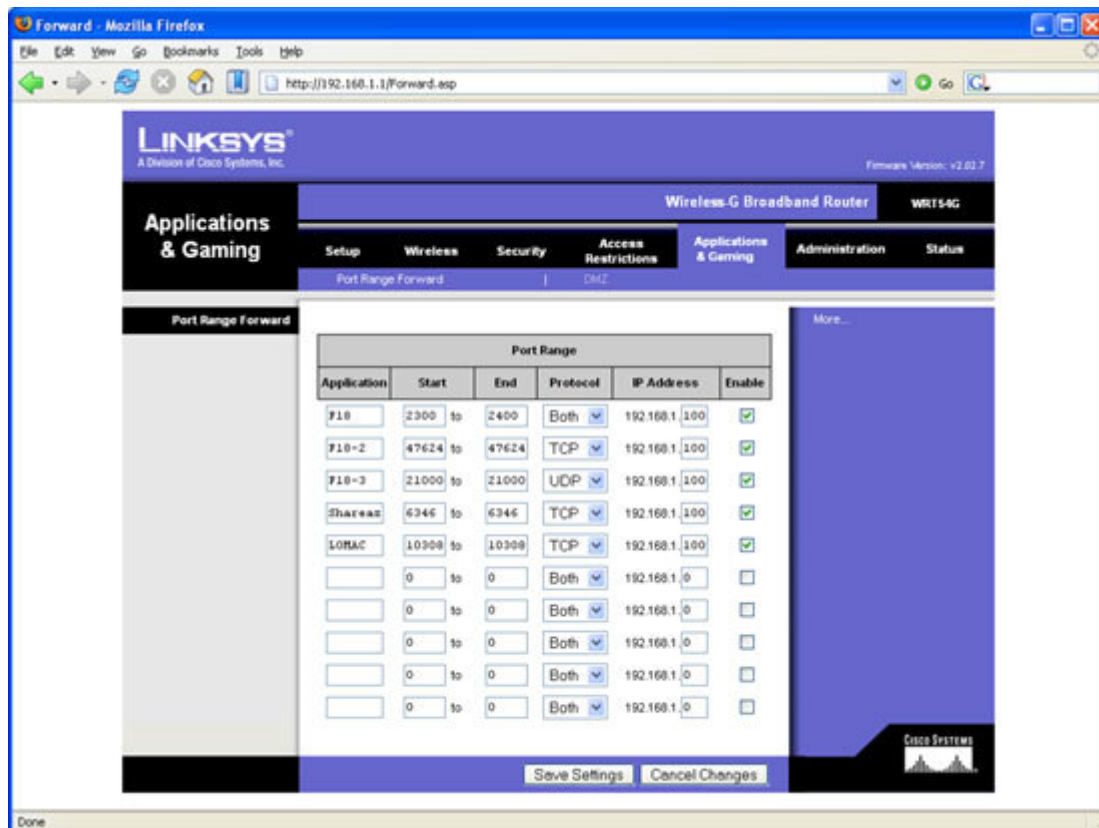 Forward - Mozilla Firefox
File Edit View Go Bookmarks Tools Help
http://192.168.1.1/Forward.asp Go G
LINKSYS®
A Division of Cisco Systems, Inc.
Firmware Version: v2.02.7
Wireless-G Broadband Router WRT54G
Applications & Gaming
Setup Wireless Security Access Restrictions Applications & Gaming Administration Status
Port Range Forward | DMZ
Port Range Forward
More...
Port Range
Application Start End Protocol IP Address Enable
F18 2300 to 2400 Both 192.168.1.100
F18-2 47624 to 47624 TCP 192.168.1.100
F18-3 21000 to 21000 UDP 192.168.1.100
Shareaz 6346 to 6346 TCP 192.168.1.100
LOMAC 10308 to 10308 TCP 192.168.1.100
0 to 0 Both 192.168.1.0
0 to 0 Both 192.168.1.0
0 to 0 Both 192.168.1.0
0 to 0 Both 192.168.1.0
0 to 0 Both 192.168.1.0
Save Settings Cancel Changes
CISCO SYSTEMS
Done